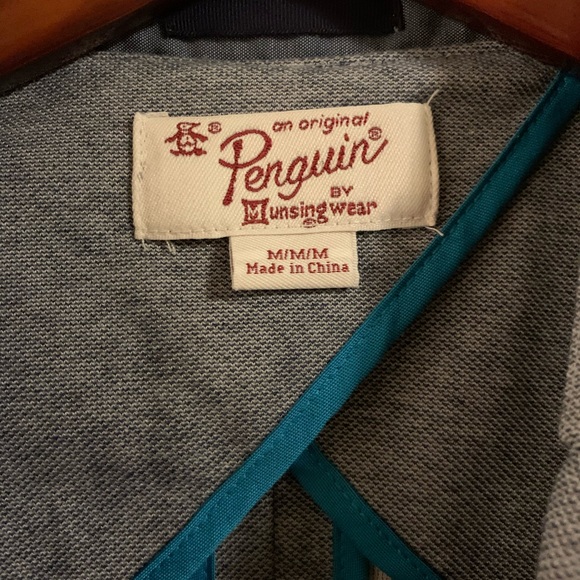 an original
Penguin®
BY
Munsingwear®
M/M/M
Made in China